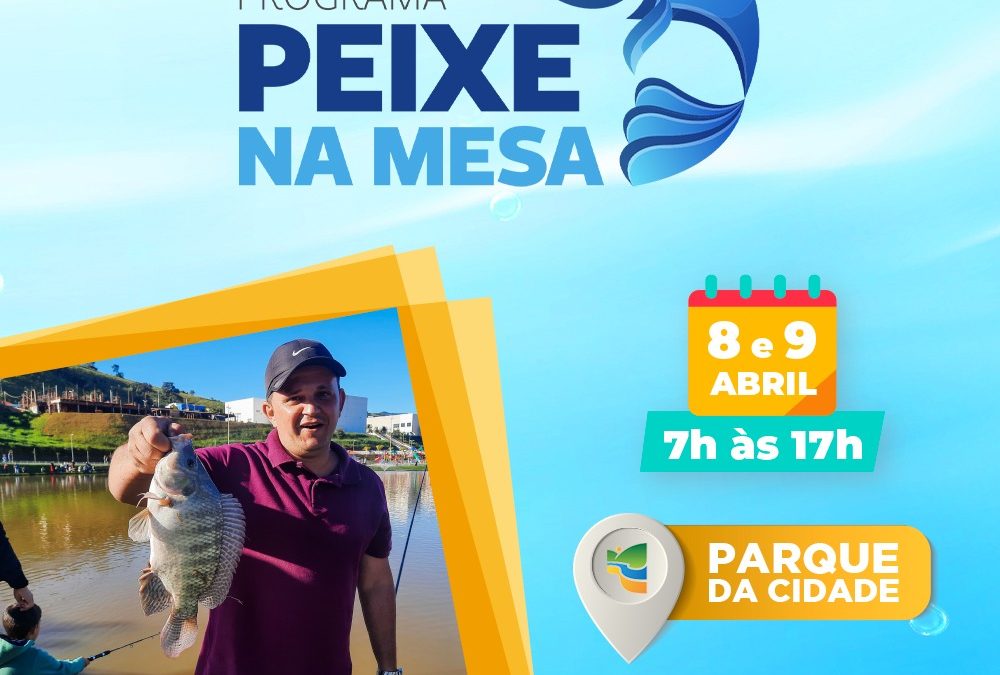 PROGRAMA
PEIXE
NA MESA
8 e 9
ABRIL
7h às 17h
PARQUE
DA CIDADE